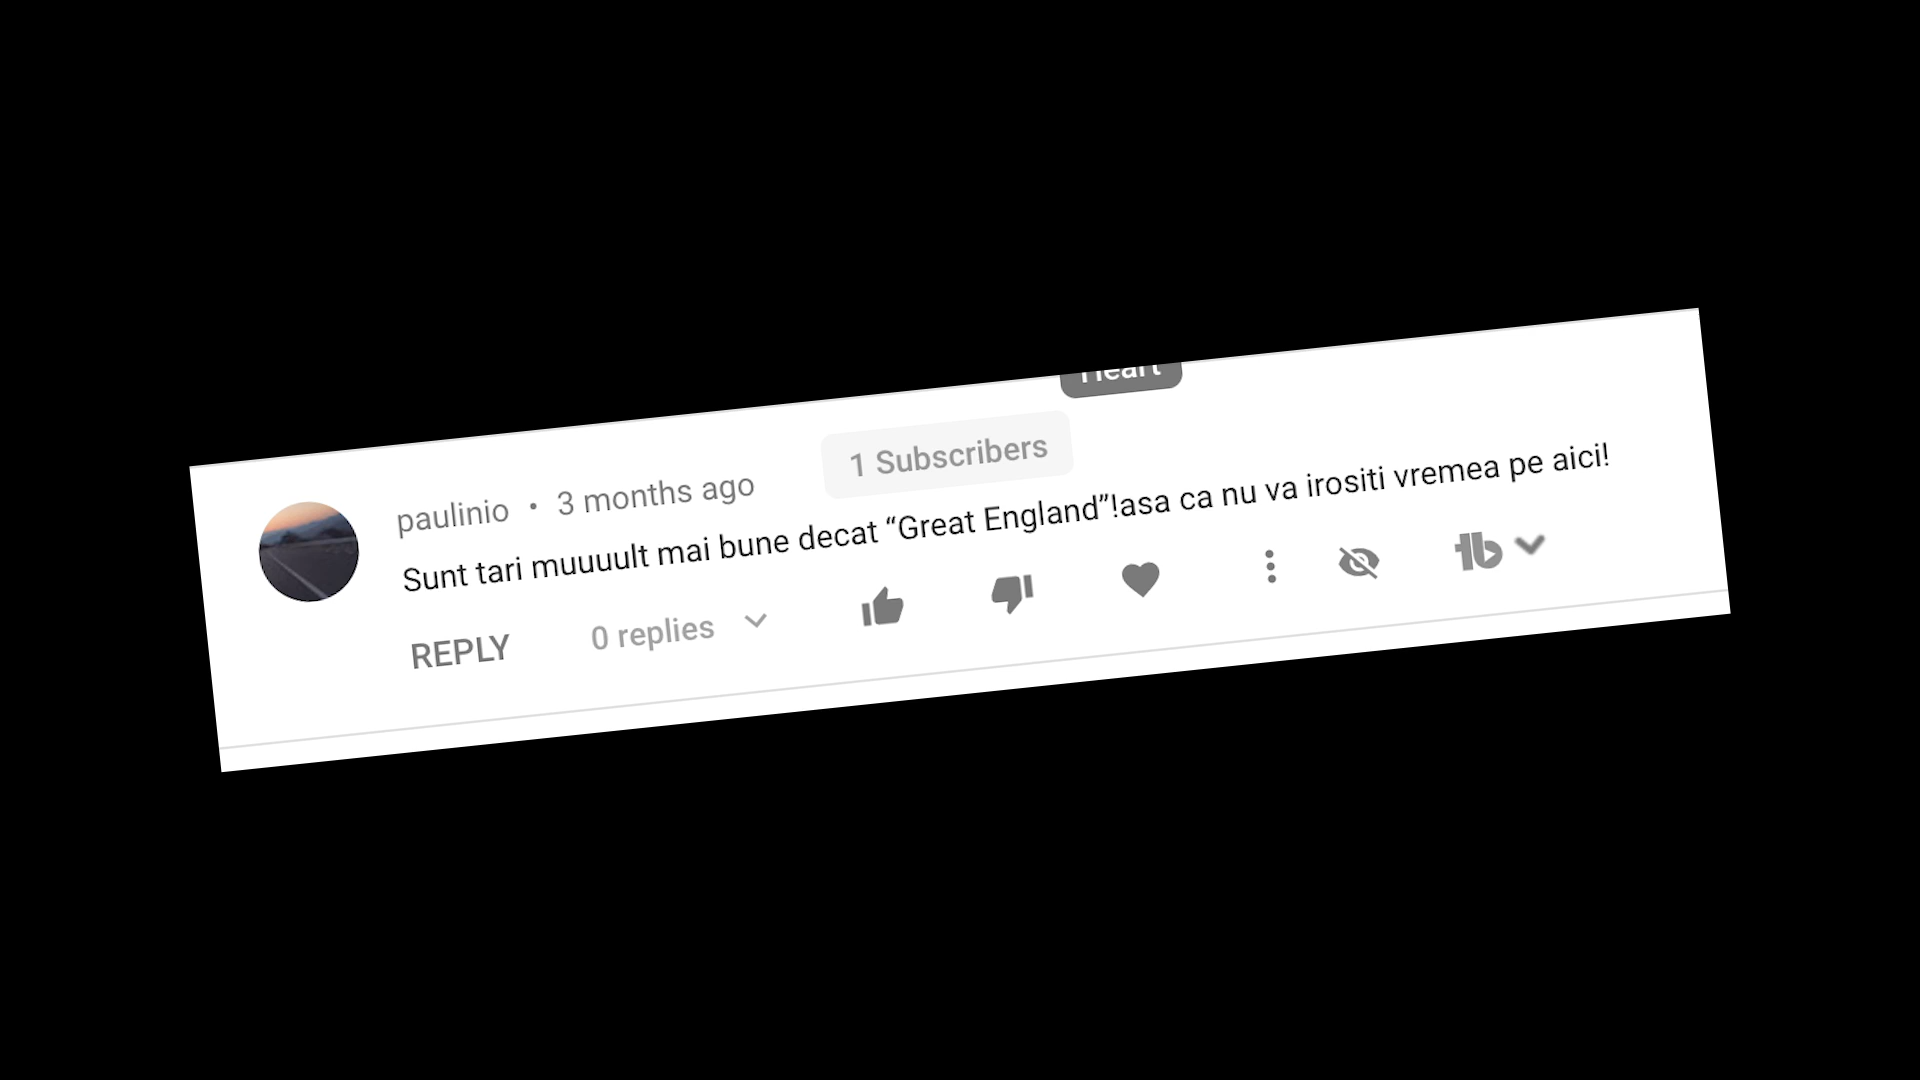 Heart
paulinio • 3 months ago 1 Subscribers
Sunt tari muuuult mai bune decat “Great England”!asa ca nu va irositi vremea pe aici!
REPLY 0 replies